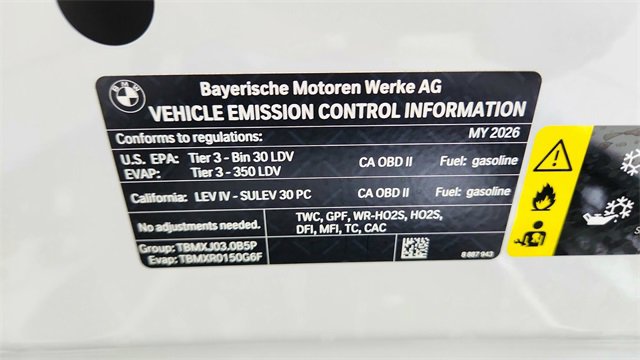 BMW
Bayerische Motoren Werke AG
VEHICLE EMISSION CONTROL INFORMATION
Conforms to regulations: MY 2026
U.S. EPA: Tier 3 - Bin 30 LDV CA OBD II Fuel: gasoline
EVAP: Tier 3 - 350 LDV
California: LEV IV - SULEV 30 PC CA OBD II Fuel: gasoline
No adjustments needed. TWC, GPF, WR-HO2S, HO2S,
DFI, MFI, TC, CAC
Group: TBMXJ03.0B5P
Evap: TBMXR0150G6F
8 887 943